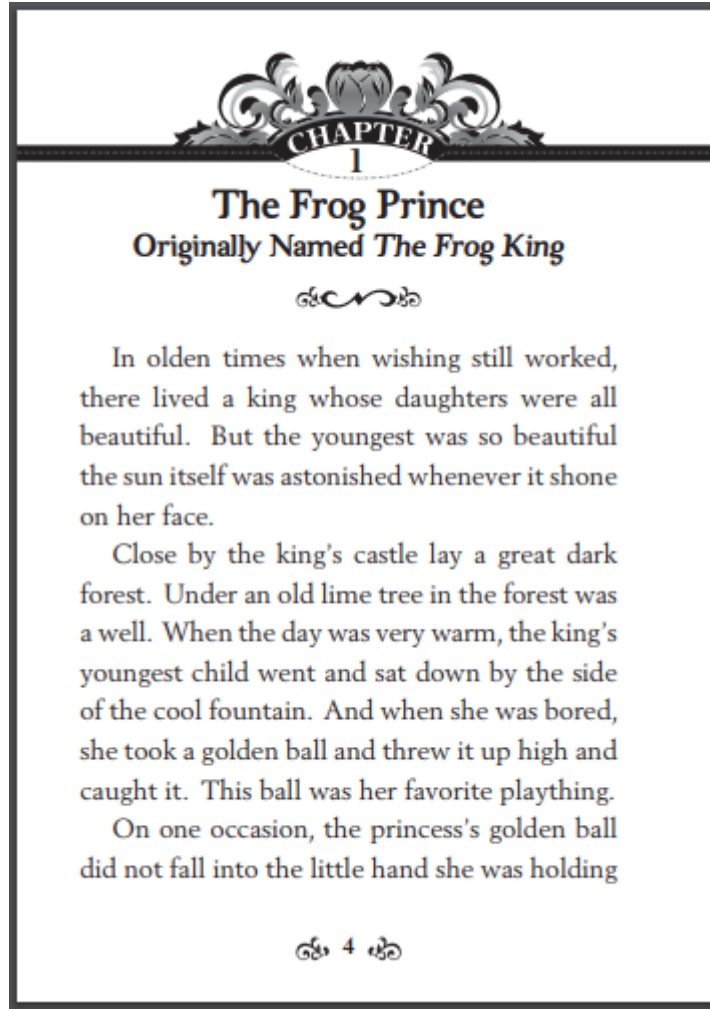 CHAPTER
1
The Frog Prince
Originally Named The Frog King
In olden times when wishing still worked,
there lived a king whose daughters were all
beautiful. But the youngest was so beautiful
the sun itself was astonished whenever it shone
on her face.
Close by the king's castle lay a great dark
forest. Under an old lime tree in the forest was
a well. When the day was very warm, the king's
youngest child went and sat down by the side
of the cool fountain. And when she was bored,
she took a golden ball and threw it up high and
caught it. This ball was her favorite plaything.
On one occasion, the princess's golden ball
did not fall into the little hand she was holding
4